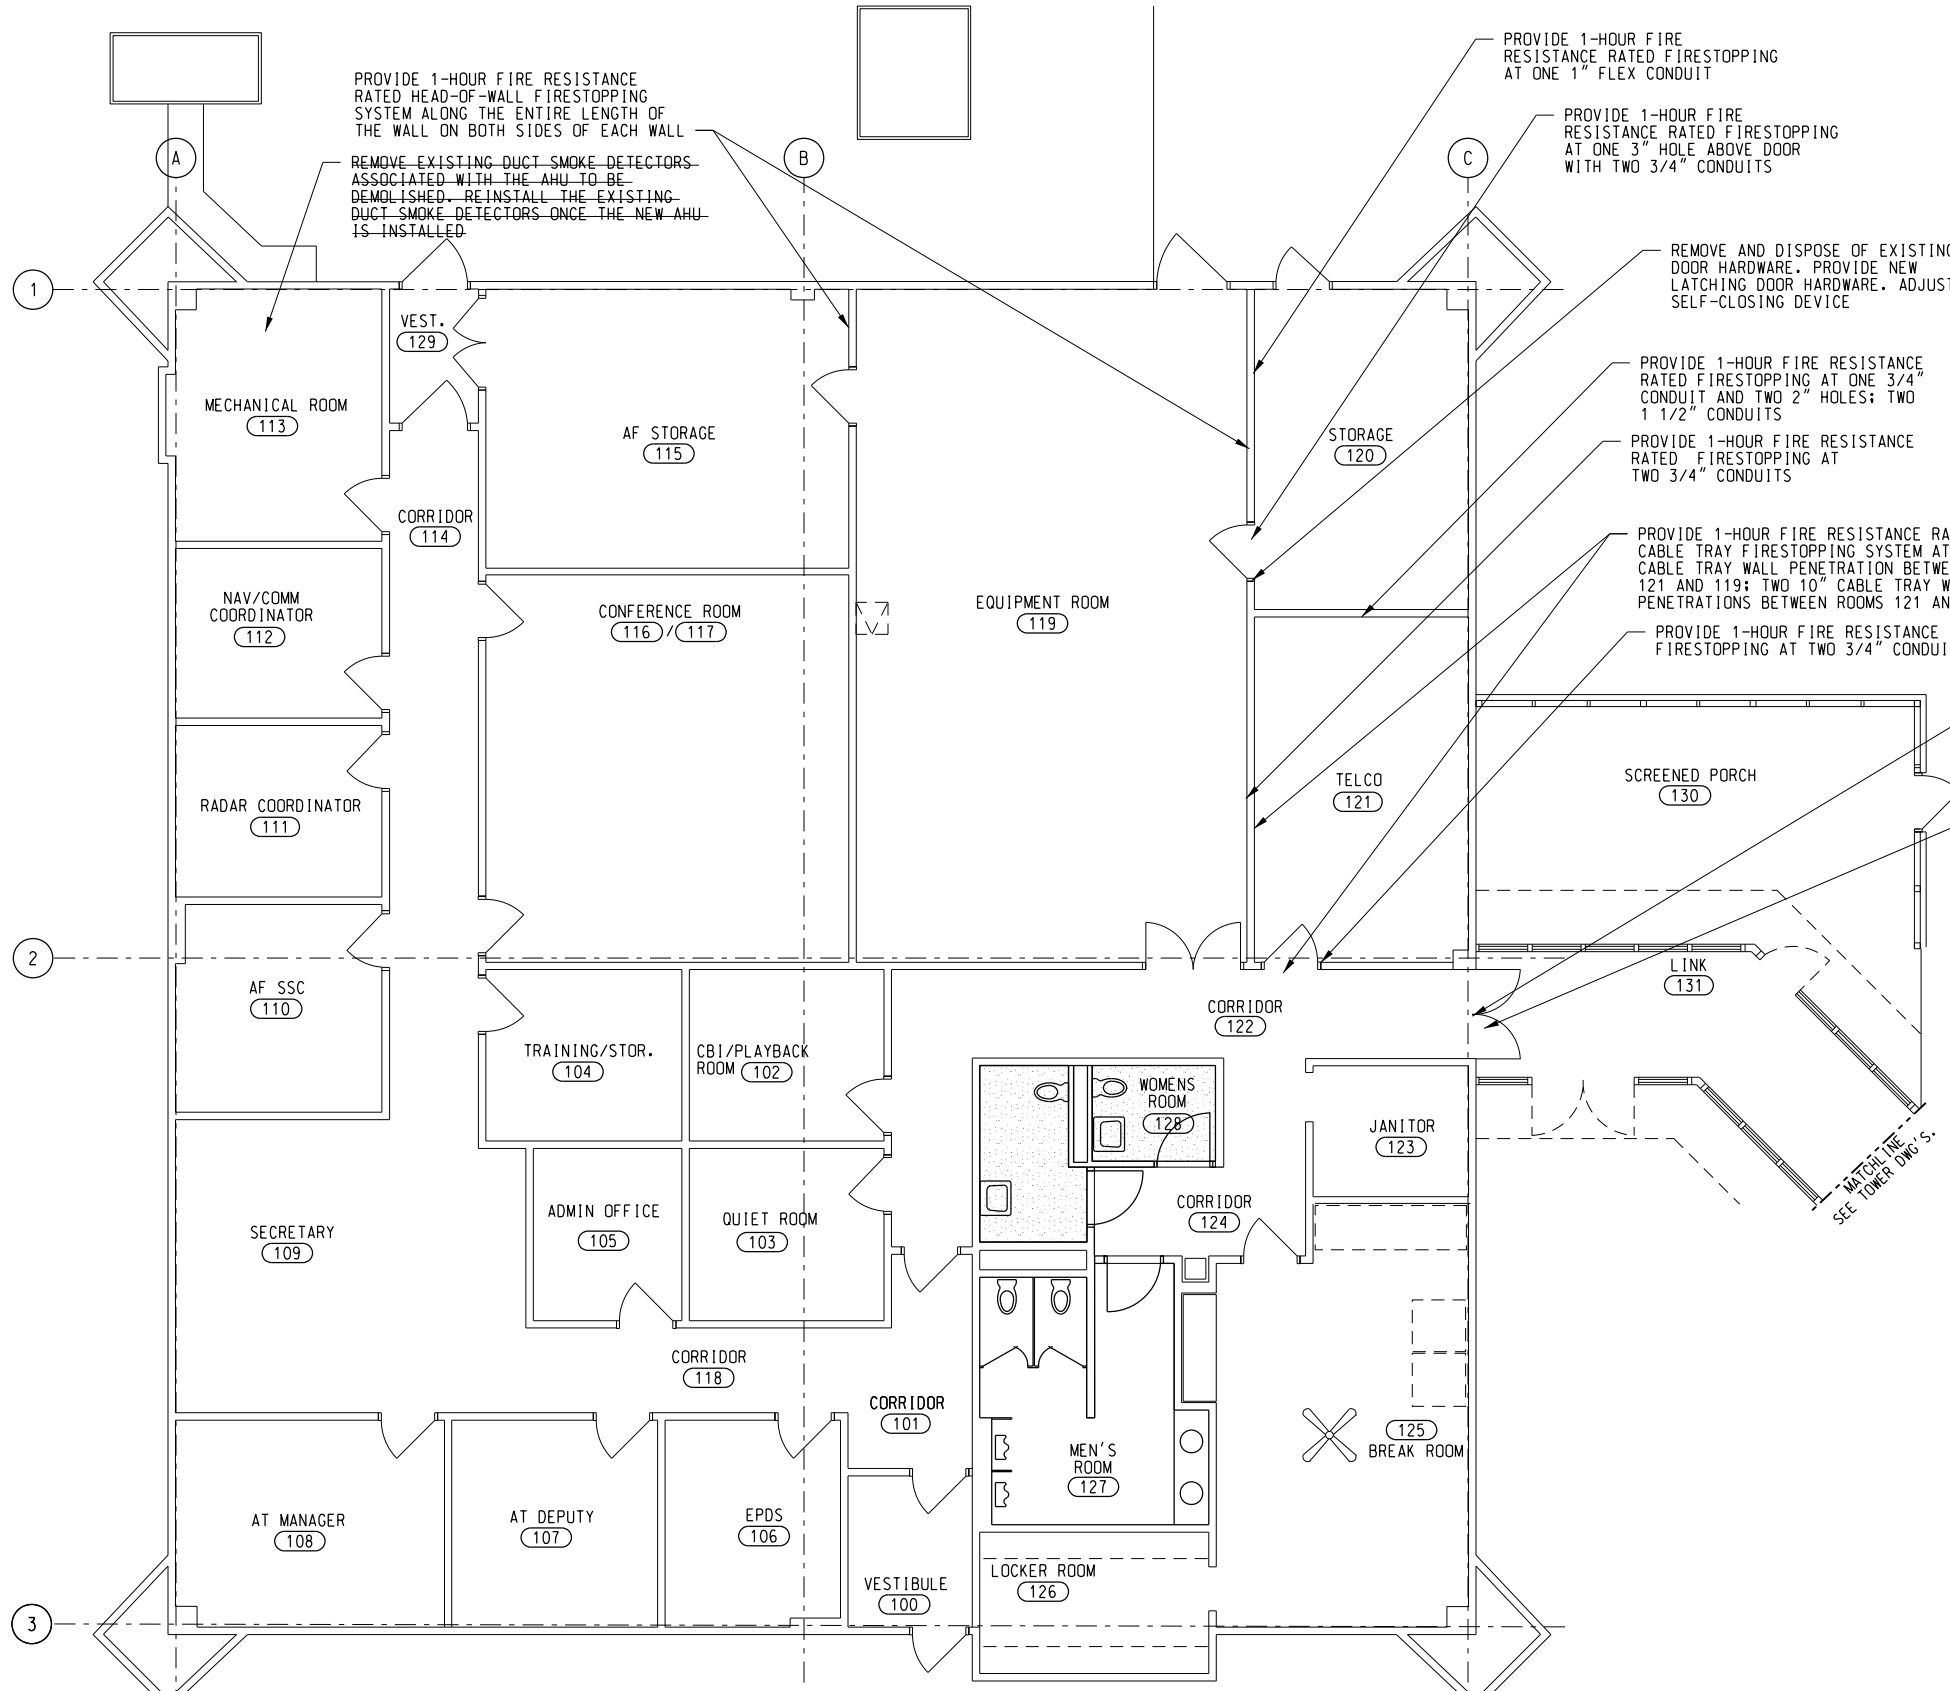 PROVIDE 1-HOUR FIRE RESISTANCE
RATED HEAD-OF-WALL FIRESTOPPING
SYSTEM ALONG THE ENTIRE LENGTH OF
THE WALL ON BOTH SIDES OF EACH WALL
REMOVE EXISTING DUCT SMOKE DETECTORS
ASSOCIATED WITH THE AHU TO BE
DEMOLISHED. REINSTALL THE EXISTING
DUCT SMOKE DETECTORS ONCE THE NEW AHU
IS INSTALLED
PROVIDE 1-HOUR FIRE
RESISTANCE RATED FIRESTOPPING
AT ONE 1" FLEX CONDUIT
PROVIDE 1-HOUR FIRE
RESISTANCE RATED FIRESTOPPING
AT ONE 3" HOLE ABOVE DOOR
WITH TWO 3/4" CONDUITS
A
B
C
REMOVE AND DISPOSE OF EXISTING
DOOR HARDWARE. PROVIDE NEW
LATCHING DOOR HARDWARE. ADJUST
SELF-CLOSING DEVICE
1
PROVIDE 1-HOUR FIRE RESISTANCE
RATED FIRESTOPPING AT ONE 3/4"
CONDUIT AND TWO 2" HOLES; TWO
1 1/2" CONDUITS
PROVIDE 1-HOUR FIRE RESISTANCE
RATED FIRESTOPPING AT
TWO 3/4" CONDUITS
PROVIDE 1-HOUR FIRE RESISTANCE RA
CABLE TRAY FIRESTOPPING SYSTEM AT
CABLE TRAY WALL PENETRATION BETWE
121 AND 119; TWO 10" CABLE TRAY W
PENETRATIONS BETWEEN ROOMS 121 AN
PROVIDE 1-HOUR FIRE RESISTANCE
FIRESTOPPING AT TWO 3/4" CONDUI
VEST.
129
MECHANICAL ROOM
113
AF STORAGE
115
STORAGE
120
CORRIDOR
114
NAV/COMM
COORDINATOR
112
CONFERENCE ROOM
116 / 117
EQUIPMENT ROOM
119
RADAR COORDINATOR
111
TELCO
121
SCREENED PORCH
130
2
AF SSC
110
LINK
131
CORRIDOR
122
TRAINING/STOR.
104
CBI/PLAYBACK
ROOM 102
WOMENS
ROOM
128
JANITOR
123
MATCHLINE
SEE TOWER DWG'S.
SECRETARY
109
ADMIN OFFICE
105
QUIET ROOM
103
CORRIDOR
124
CORRIDOR
118
CORRIDOR
101
125
BREAK ROOM
MEN'S
ROOM
127
AT MANAGER
108
AT DEPUTY
107
EPDS
106
VESTIBULE
100
LOCKER ROOM
126
3